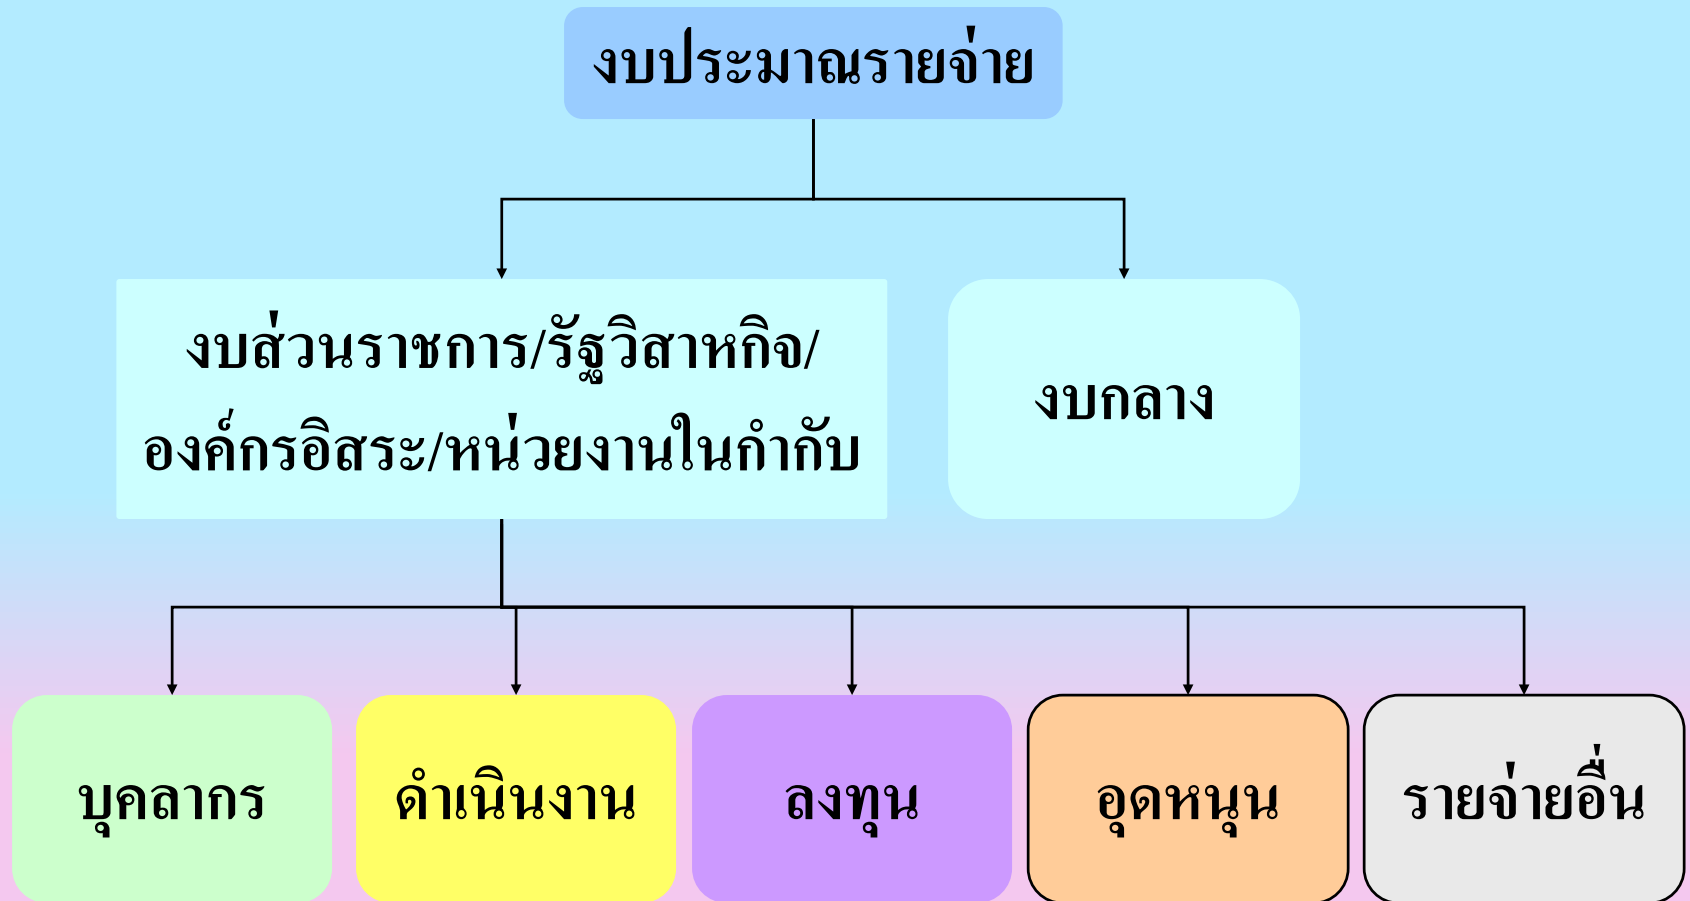 งบประมาณรายจ่าย
งบส่วนราชการ/รัฐวิสาหกิจ/
องค์กรอิสระ/หน่วยงานในกำกับ
งบกลาง
บุคลากร
ดำเนินงาน
ลงทุน
อุดหนุน
รายจ่ายอื่น